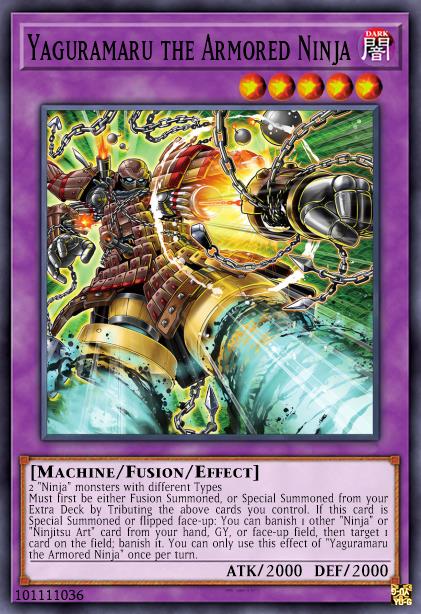 Yaguramaru the Armored Ninja
DARK
闇
[Machine/Fusion/Effect]
2 "Ninja" monsters with different Types
Must first be either Fusion Summoned, or Special Summoned from your
Extra Deck by Tributing the above cards you control. If this card is
Special Summoned or flipped face-up: You can banish 1 other "Ninja" or
"Ninjitsu Art" card from your hand, GY, or face-up field, then target 1
card on the field; banish it. You can only use this effect of "Yaguramaru
the Armored Ninja" once per turn.
ATK/2000 DEF/2000
101111036